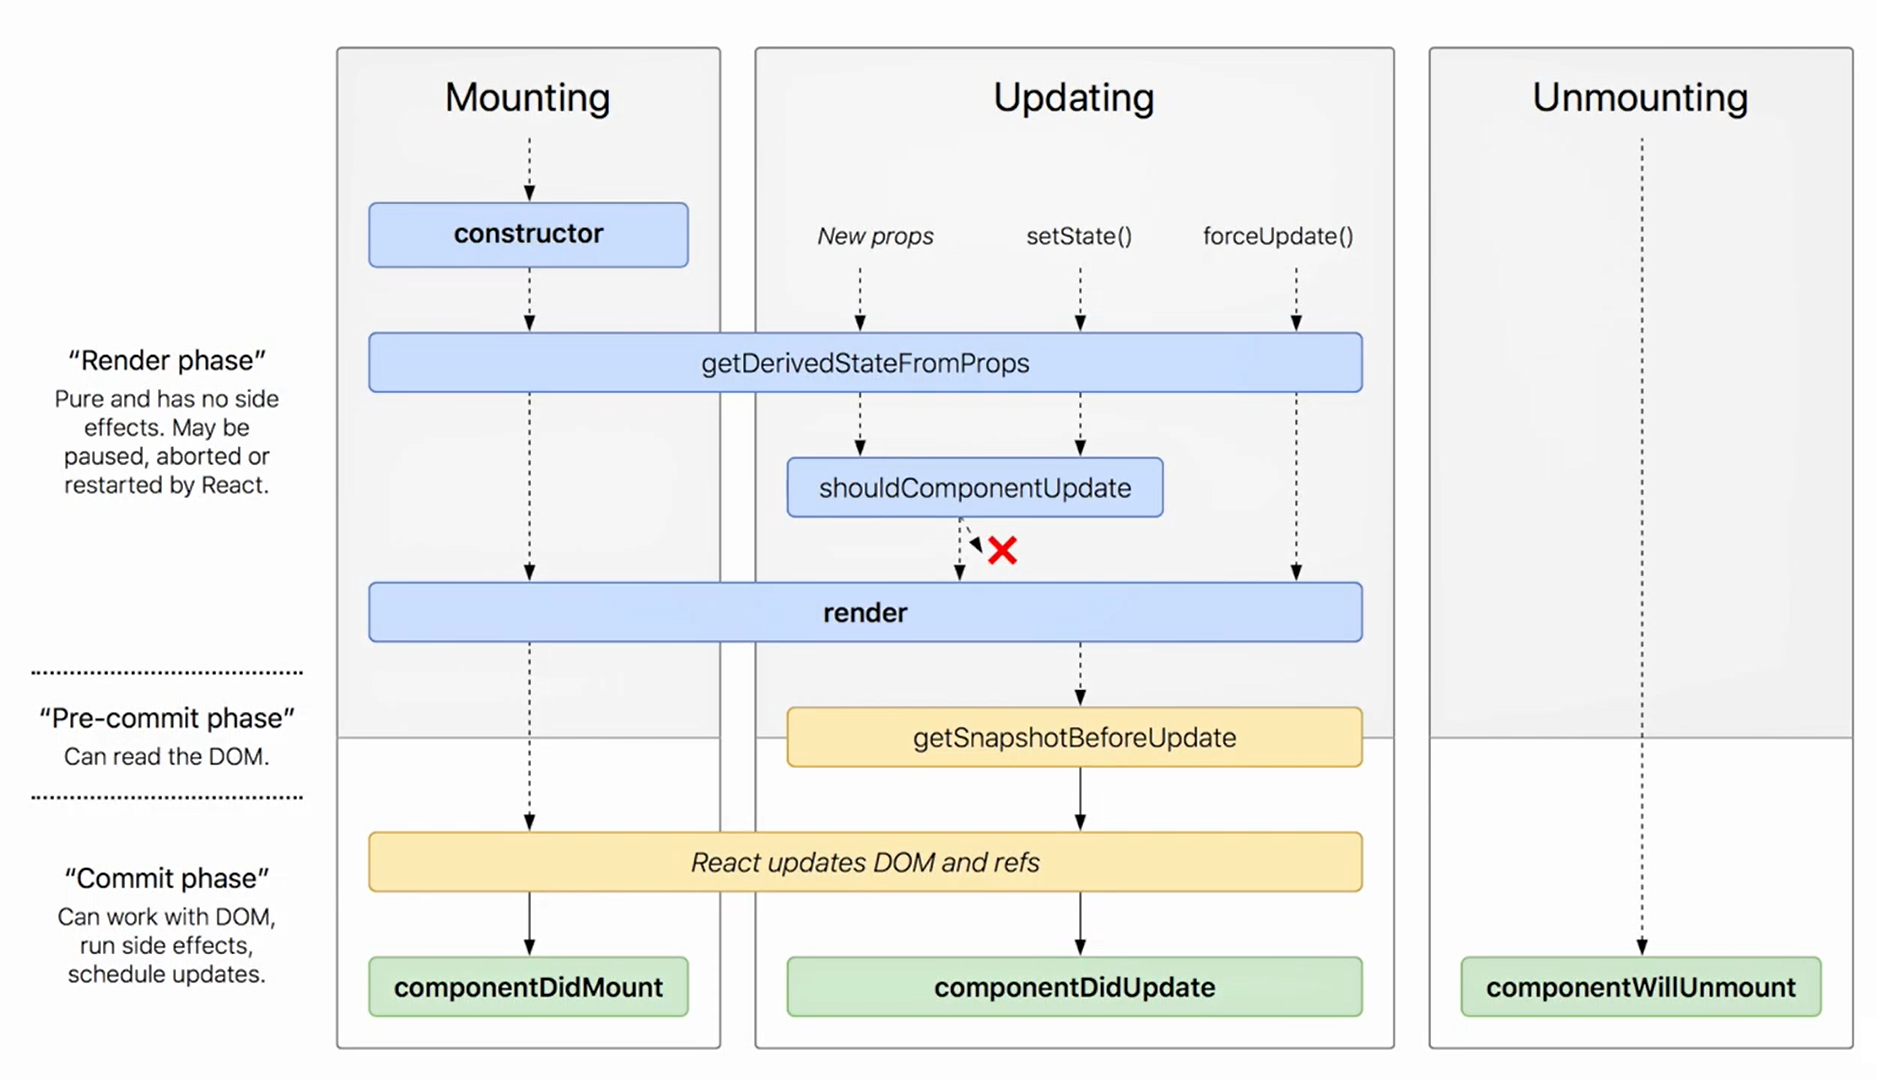 Mounting
Updating
Unmounting
constructor
New props
setState()
forceUpdate()
getDerivedStateFromProps
“Render phase”
Pure and has no side
effects. May be
paused, aborted or
restarted by React.
shouldComponentUpdate
render
“Pre-commit phase”
Can read the DOM.
getSnapshotBeforeUpdate
React updates DOM and refs
“Commit phase”
Can work with DOM,
run side effects,
schedule updates.
componentDidMount
componentDidUpdate
componentWillUnmount